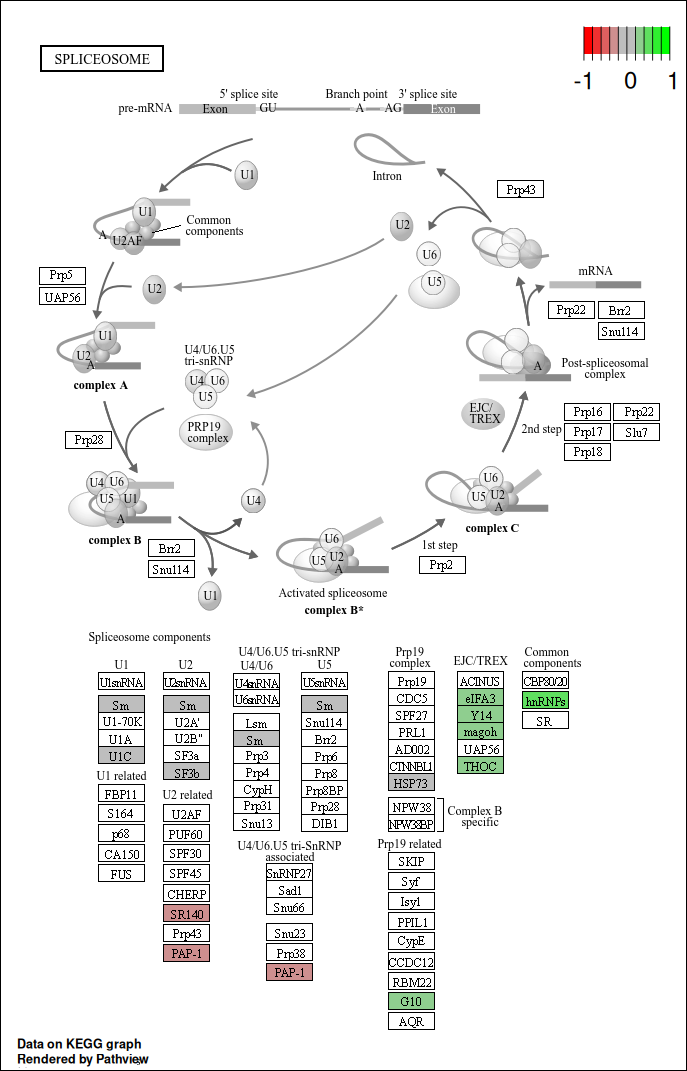 SPLICEOSOME
-1 0 1
5' splice site
Branch point
3' splice site
pre-mRNA
Exon
GU
A
AG
Exon
U1
Intron
Prp43
U1
U2AF
A
Common
components
U2
U6
U5
mRNA
Prp5
UAP56
U2
Prp22
Brr2
Snu114
U1
U2
A
complex A
U4/U6.U5
tri-snRNP
U4 U6
U5
A
Post-spliceosomal
complex
PRP19
complex
EJC/
TREX
2nd step
Prp16
Prp22
Prp17
Slu7
Prp18
Prp28
U4 U6
U5 U1
A
complex B
U4
U6
U5 U2
A
complex C
Brr2
Snu114
U1
U6
U5 U2
A
1st step
Prp2
Activated spliceosome
complex B*
Spliceosome components
U1
U1snRNA
Sm
U1-70K
U1A
U1C
U1 related
FBP11
S164
p68
CA150
FUS
U2
U2snRNA
Sm
U2A'
U2B"
SF3a
SF3b
U2 related
U2AF
PUF60
SPF30
SPF45
CHERP
SR140
Prp43
PAP-1
U4/U6.U5 tri-snRNP
U4/U6
U4snRNA
U6snRNA
Lsm
Sm
Prp3
Prp4
CypH
Prp31
Snu13
U5
U5snRNA
Sm
Snu114
Brr2
Prp6
Prp8
Prp8BP
Prp28
DIB1
U4/U6.U5 tri-SnRNP
associated
SnRNP27
Sad1
Snu66
Snu23
Prp38
PAP-1
Prp19
complex
Prp19
CDC5
SPF27
PRL1
AD002
CTNNBL1
HSP73
NPW38
NPW38BP
Complex B
specific
Prp19 related
SKIP
Syf
Isy1
PPIL1
CypE
CCDC12
RBM22
G10
AQR
EJC/TREX
ACINUS
eIFA3
Y14
magoh
UAP56
THOC
Common
components
CBP80/20
hnRNPs
SR
Data on KEGG graph
Rendered by Pathview